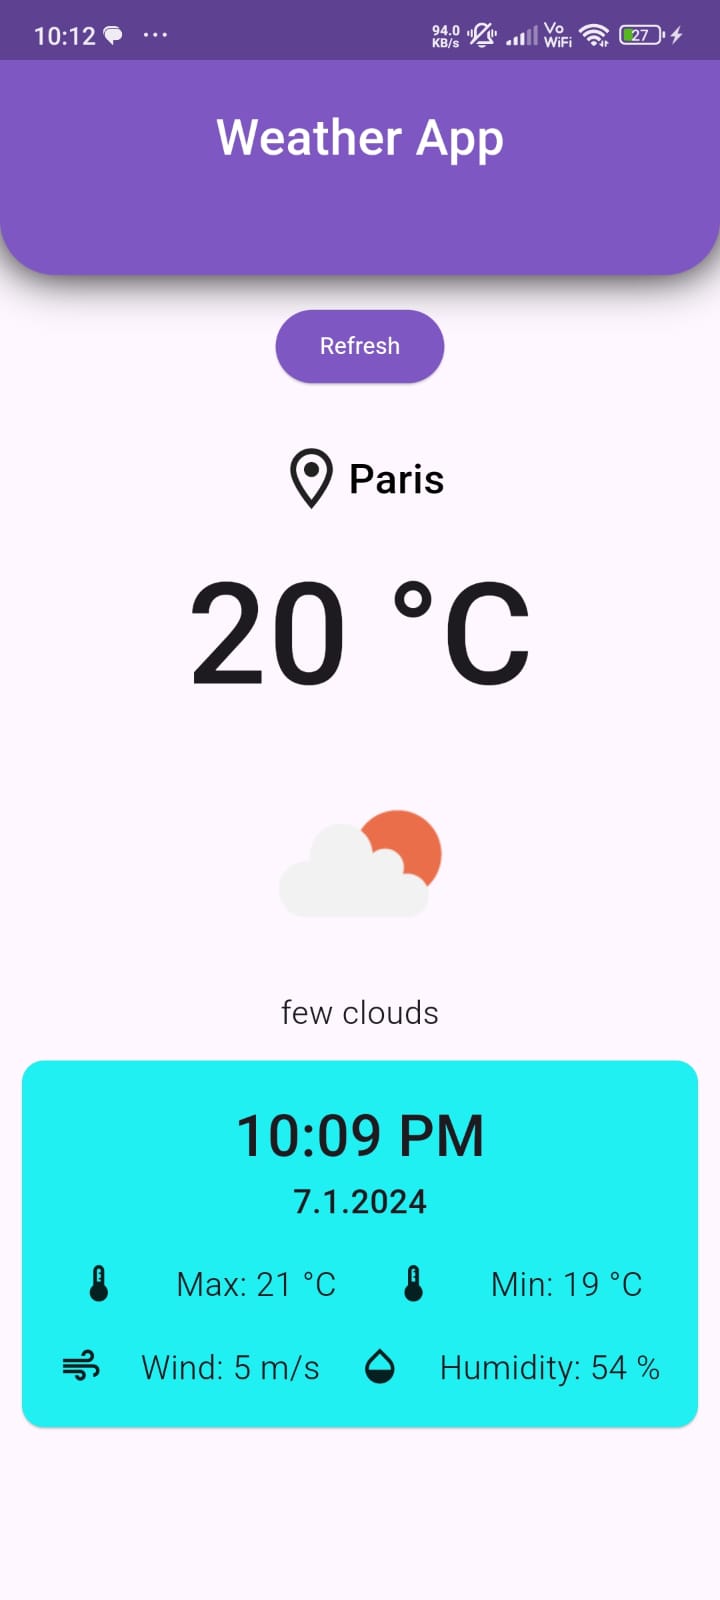 10:12 ... 94.0 KB/s Vo WiFi 27
Weather App
Refresh
Paris
20 °C
few clouds
10:09 PM
7.1.2024
Max: 21 °C Min: 19 °C
Wind: 5 m/s Humidity: 54 %